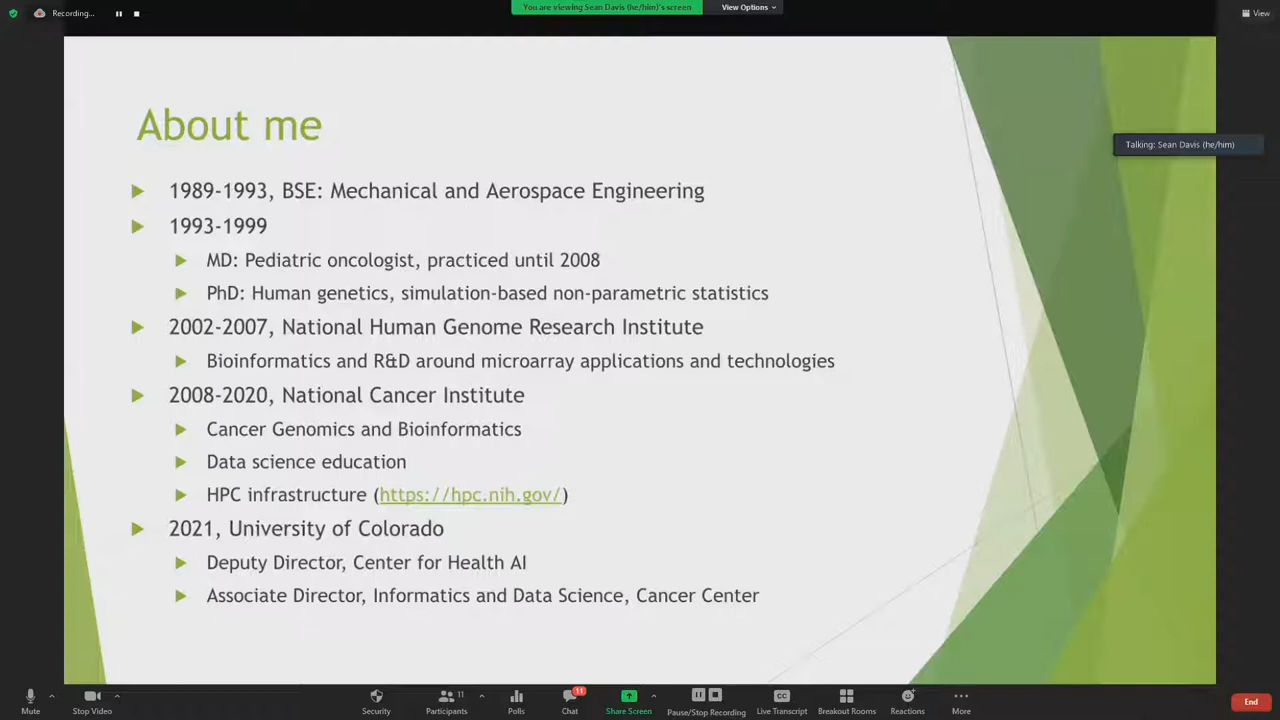 Recording...
You are viewing Sean Davis (he/him)'s screen
View Options
View
About me
Talking: Sean Davis (he/him)
1989-1993, BSE: Mechanical and Aerospace Engineering
1993-1999
MD: Pediatric oncologist, practiced until 2008
PhD: Human genetics, simulation-based non-parametric statistics
2002-2007, National Human Genome Research Institute
Bioinformatics and R&D around microarray applications and technologies
2008-2020, National Cancer Institute
Cancer Genomics and Bioinformatics
Data science education
HPC infrastructure (https://hpc.nih.gov/)
2021, University of Colorado
Deputy Director, Center for Health AI
Associate Director, Informatics and Data Science, Cancer Center
11
11
CC
Mute
Stop Video
Security
Participants
Polls
Chat
Share Screen
Pause/Stop Recording
Live Transcript
Breakout Rooms
Reactions
More
End